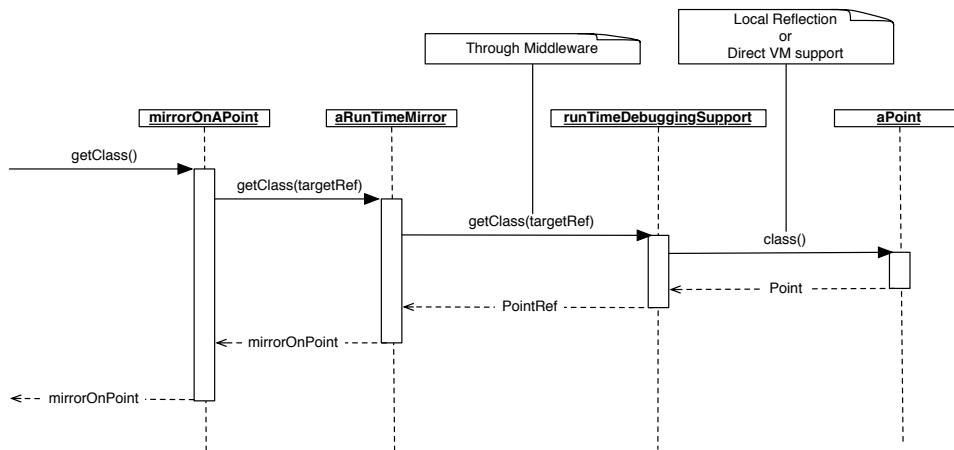 Local Reflection
or
Direct VM support
Through Middleware
mirrorOnAPoint
aRunTimeMirror
runTimeDebuggingSupport
aPoint
getClass()
getClass(targetRef)
getClass(targetRef)
class()
Point
PointRef
mirrorOnPoint
mirrorOnPoint